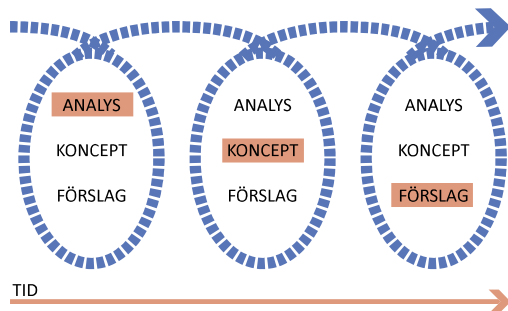 ANALYS
KONCEPT
FÖRSLAG
ANALYS
KONCEPT
FÖRSLAG
ANALYS
KONCEPT
FÖRSLAG
TID